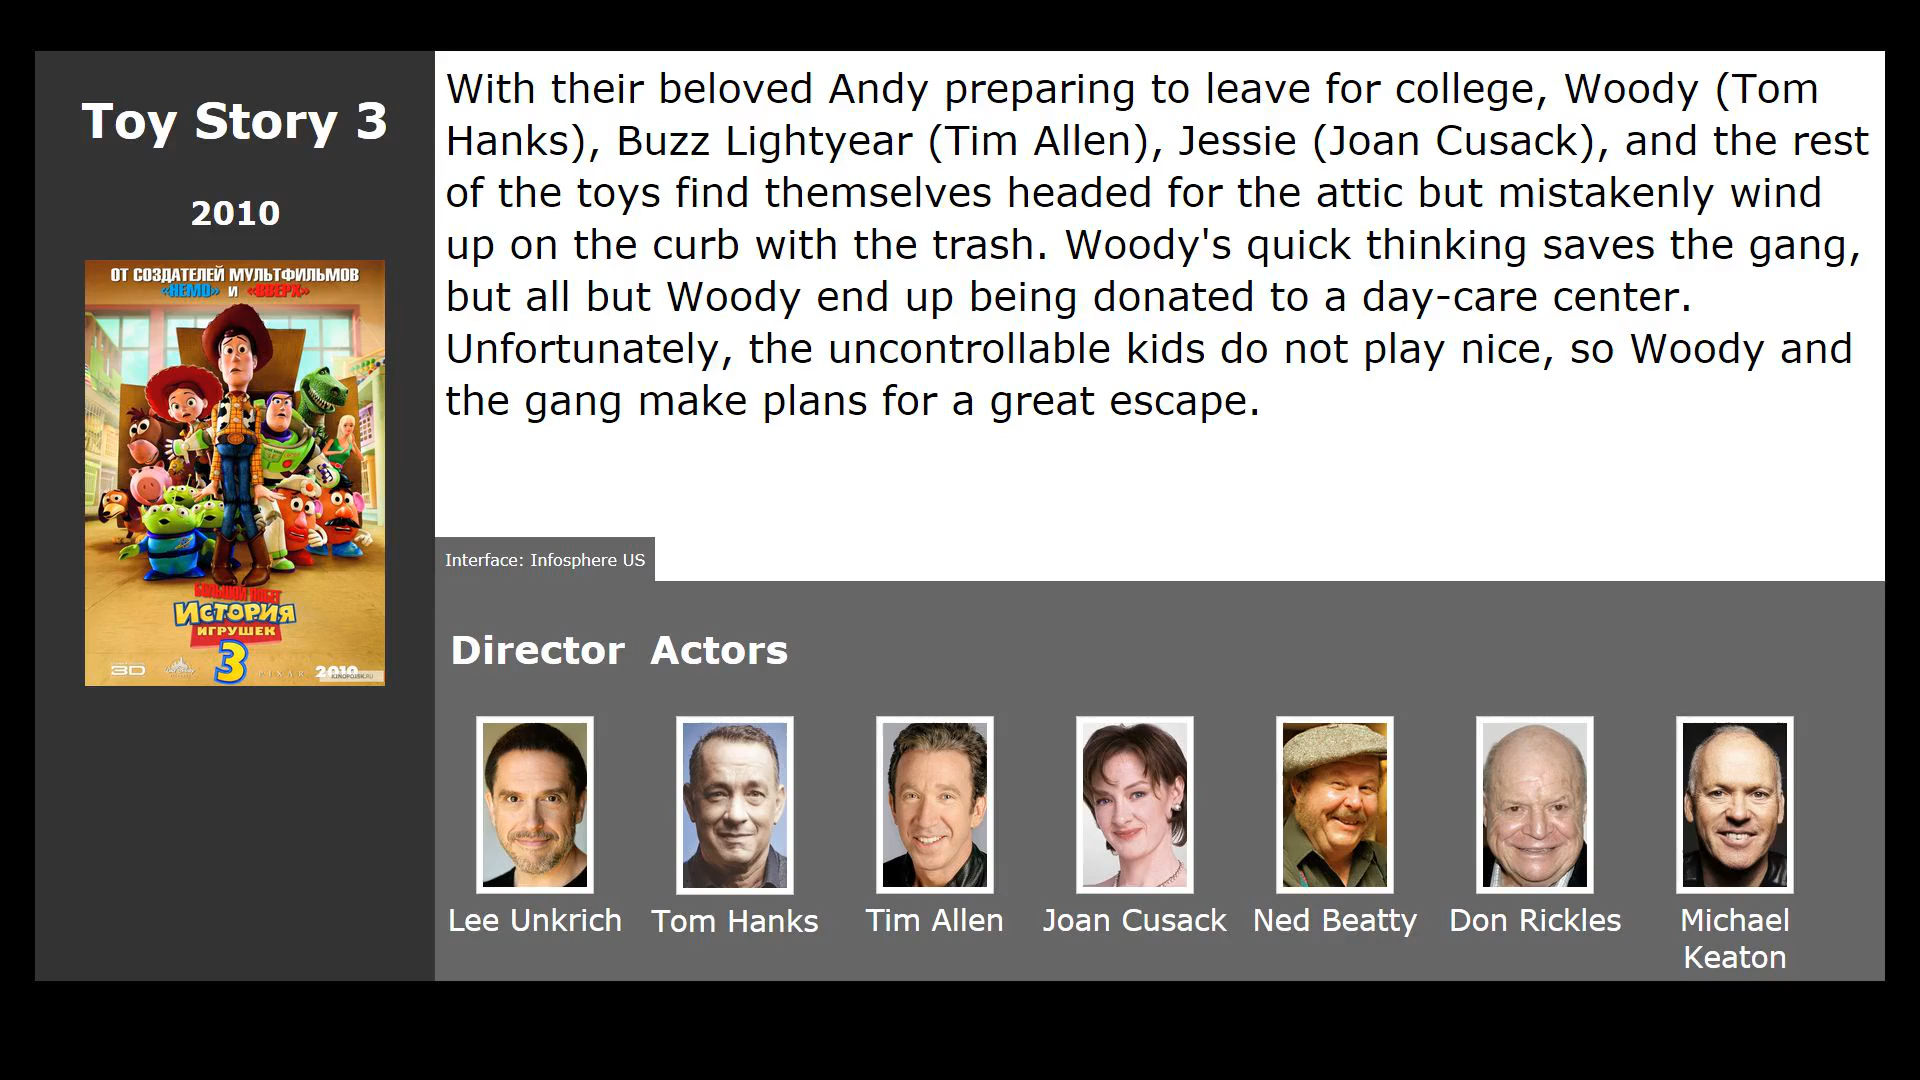 Toy Story 3
2010
ОТ СОЗДАТЕЛЕЙ МУЛЬТФИЛЬМОВ
«НЕМО» И «ВВЕРХ»
БОЛЬШОЙ ПОБЕГ
ИСТОРИЯ
ИГРУШЕК
3
3D
PIXAR
2010
KINOPOISK.RU
With their beloved Andy preparing to leave for college, Woody (Tom
Hanks), Buzz Lightyear (Tim Allen), Jessie (Joan Cusack), and the rest
of the toys find themselves headed for the attic but mistakenly wind
up on the curb with the trash. Woody's quick thinking saves the gang,
but all but Woody end up being donated to a day-care center.
Unfortunately, the uncontrollable kids do not play nice, so Woody and
the gang make plans for a great escape.
Interface: Infosphere US
Director Actors
Lee Unkrich
Tom Hanks
Tim Allen
Joan Cusack
Ned Beatty
Don Rickles
Michael
Keaton